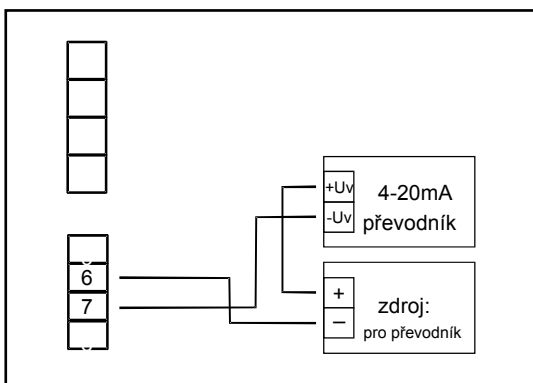 +Uv
-Uv
4-20mA
převodník
6
7
+
−
zdroj:
pro převodník